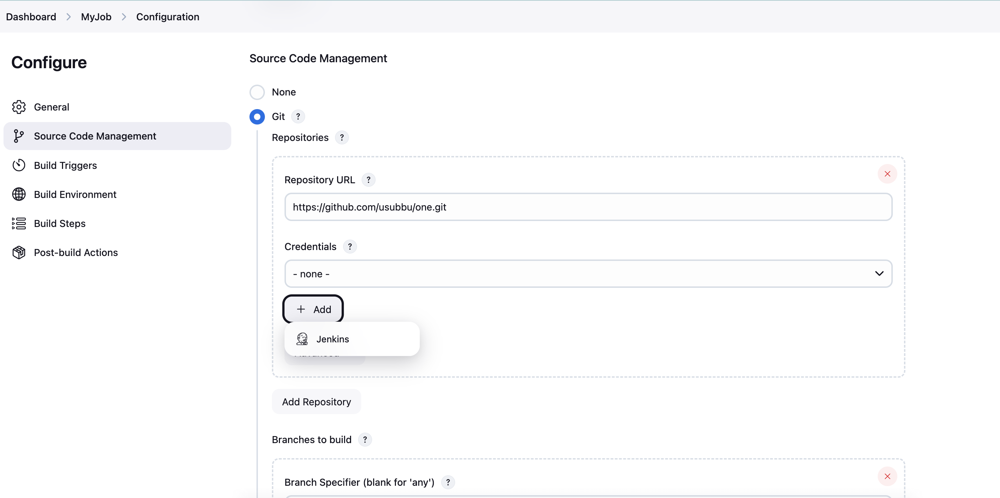 Dashboard > MyJob > Configuration
Configure
General
Source Code Management
Build Triggers
Build Environment
Build Steps
Post-build Actions
Source Code Management
None
Git ?
Repositories ?
Repository URL ?
https://github.com/usubbu/one.git
Credentials ?
- none -
+ Add
Jenkins
Add Repository
Branches to build ?
Branch Specifier (blank for 'any') ?